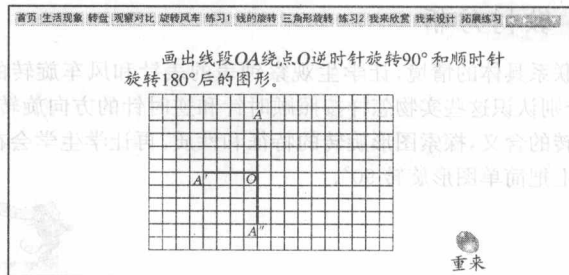 首页 生活现象 转盘 观察对比 旋转风车 练习1 线的旋转 三角形旋转 练习2 我来欣赏 我来设计 拓展练习
画出线段OA绕点O逆时针旋转90°和顺时针
旋转180°后的图形。
A
A' O
A"
重来